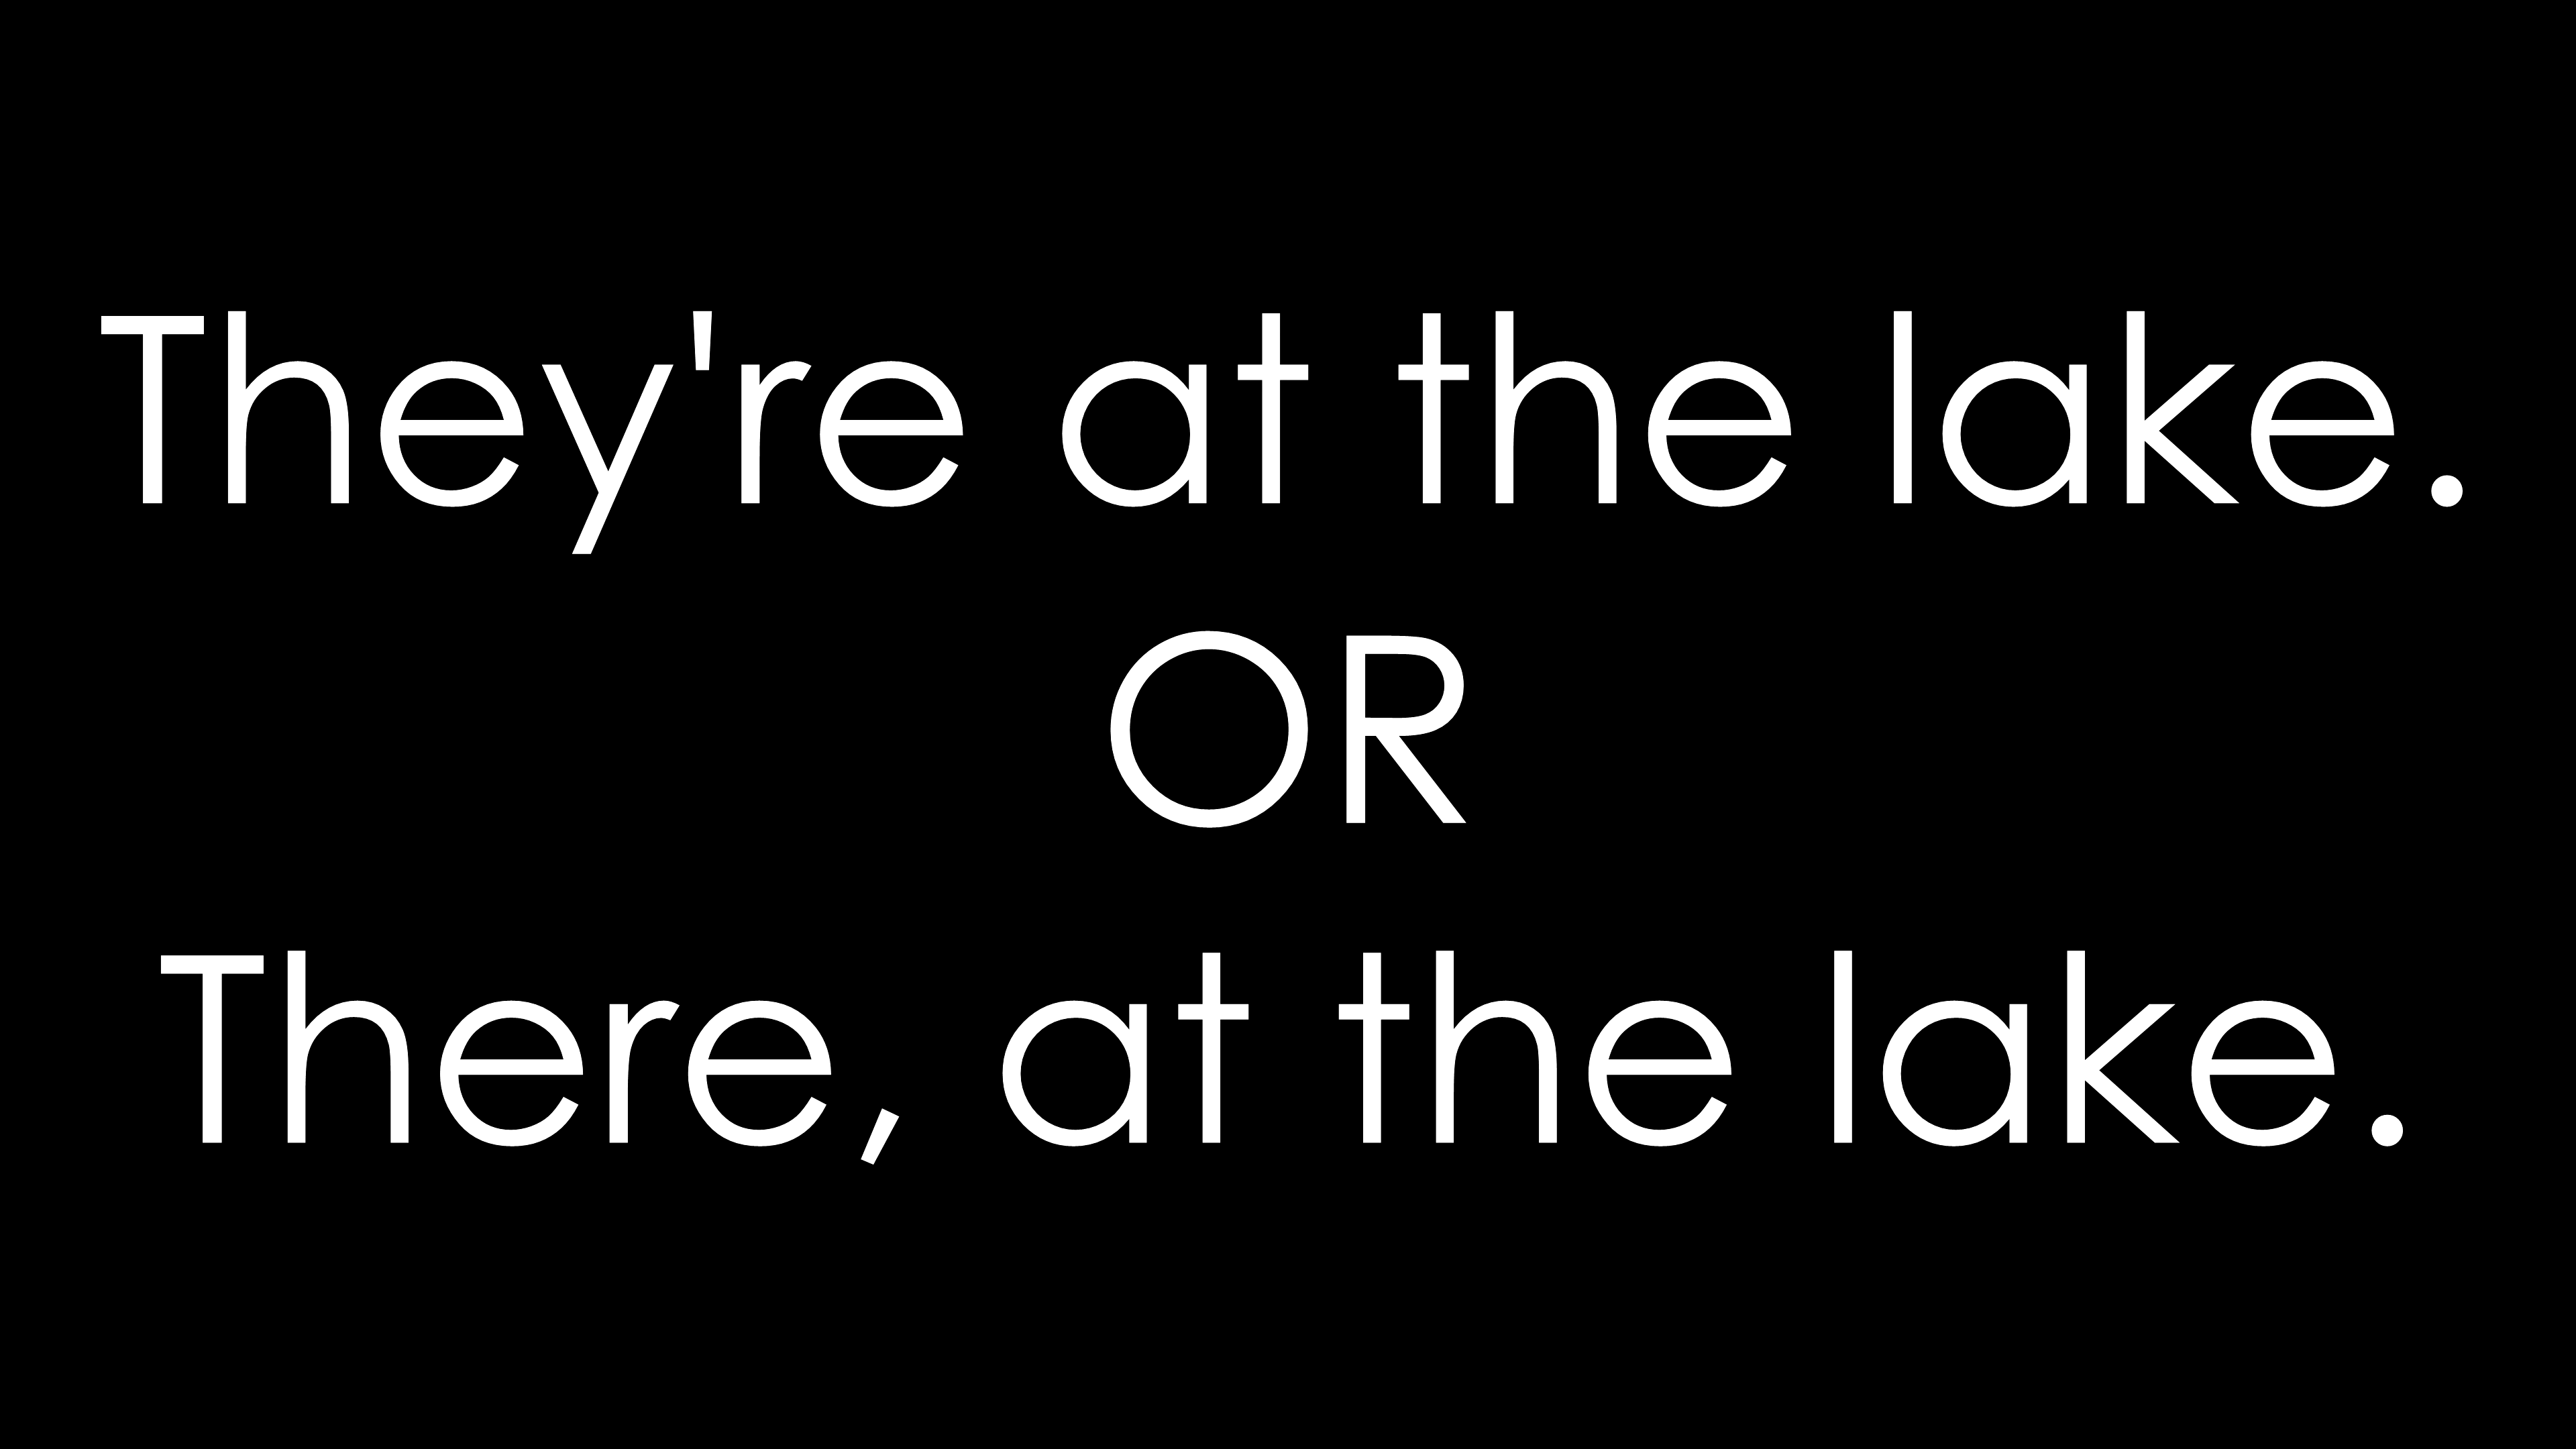 They're at the lake.
OR
There, at the lake.